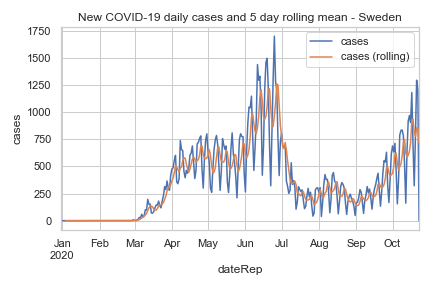 New COVID-19 daily cases and 5 day rolling mean - Sweden
cases
cases (rolling)
1750
1500
1250
1000
750
500
250
0
cases
Jan Feb Mar Apr May Jun Jul Aug Sep Oct
2020
dateRep